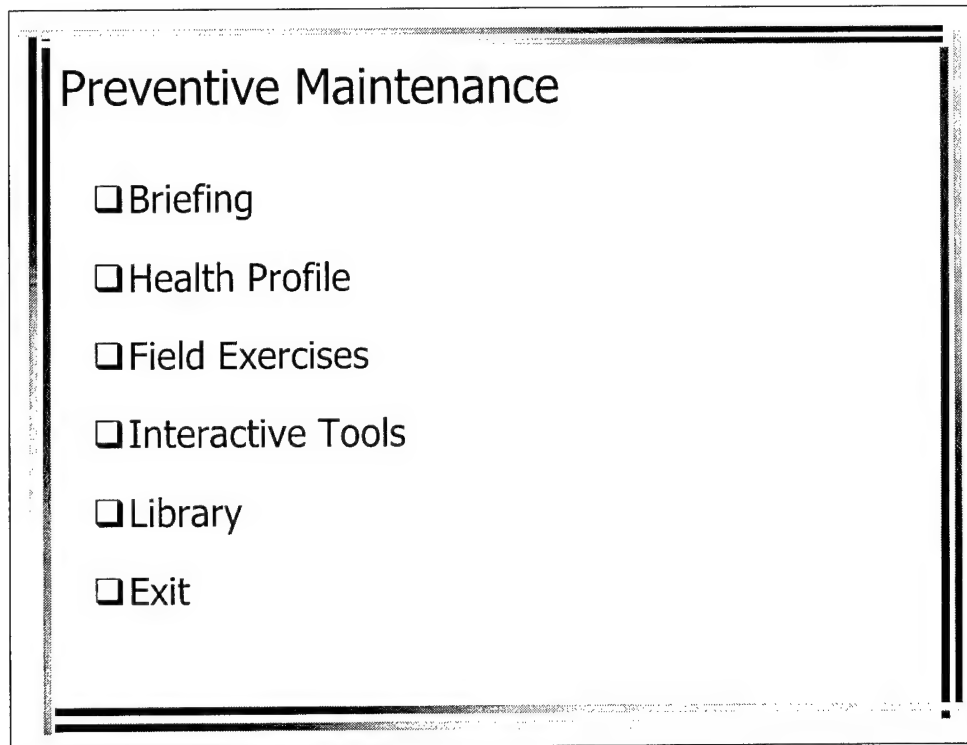 Preventive Maintenance
❑Briefing
❑Health Profile
❑Field Exercises
❑Interactive Tools
❑Library
❑Exit